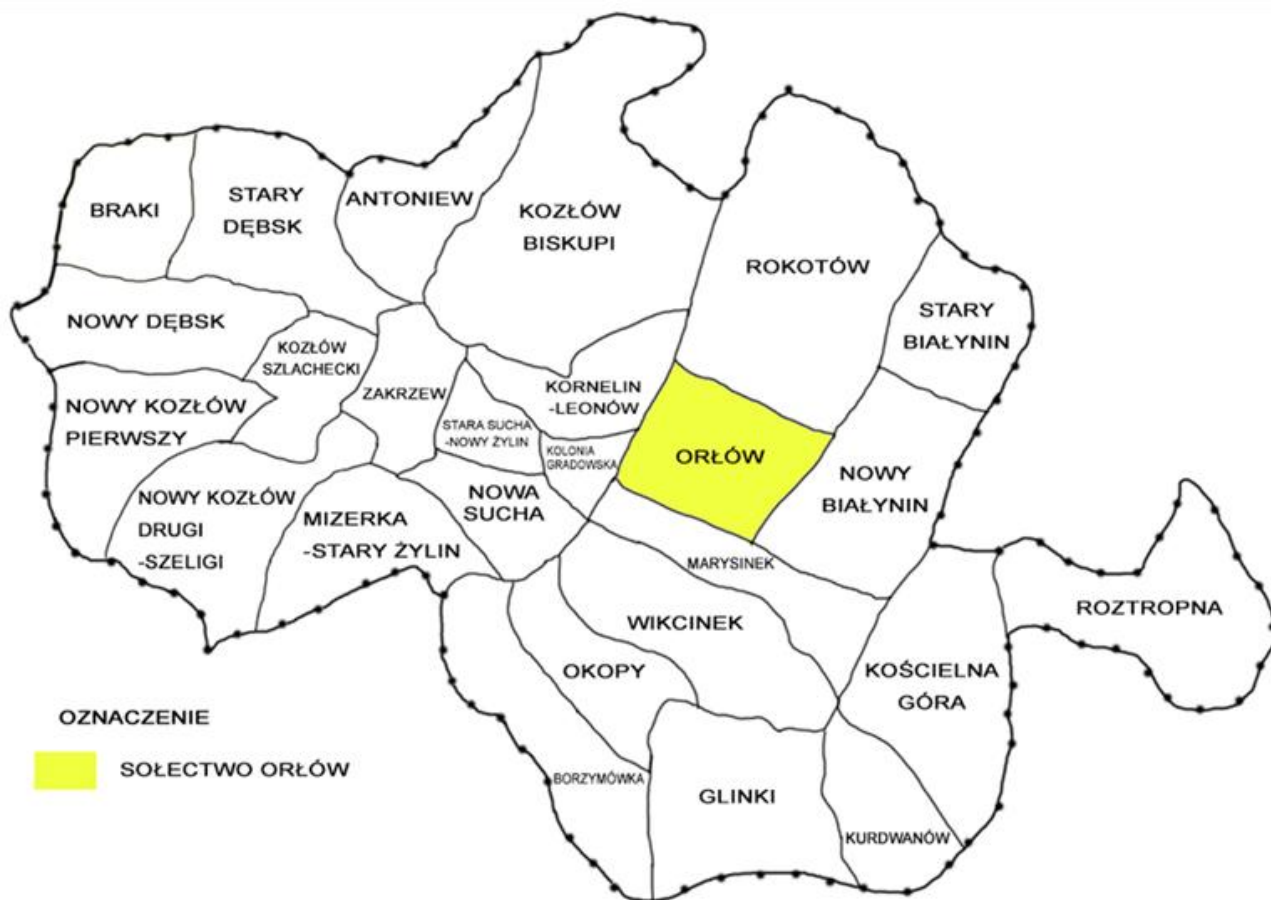 BRAKI
STARY
DĘBSK
ANTONIEW
KOZŁÓW
BISKUPI
ROKOTÓW
STARY
BIAŁYNIN
NOWY DĘBSK
KOZŁÓW
SZLACHECKI
ZAKRZEW
KORNELIN
-LEONÓW
NOWY KOZŁÓW
PIERWSZY
STARA SUCHA
-NOWY ŻYLIN
KOLONIA
GRADOWSKA
ORŁÓW
NOWY
BIAŁYNIN
NOWY KOZŁÓW
DRUGI
-SZELIGI
MIZERKA
-STARY ŻYLIN
NOWA
SUCHA
MARYSINEK
ROZTROPNA
WIKCINEK
OKOPY
KOŚCIELNA
GÓRA
BORZYMÓWKA
GLINKI
KURDWANÓW
OZNACZENIE
SOŁECTWO ORŁÓW